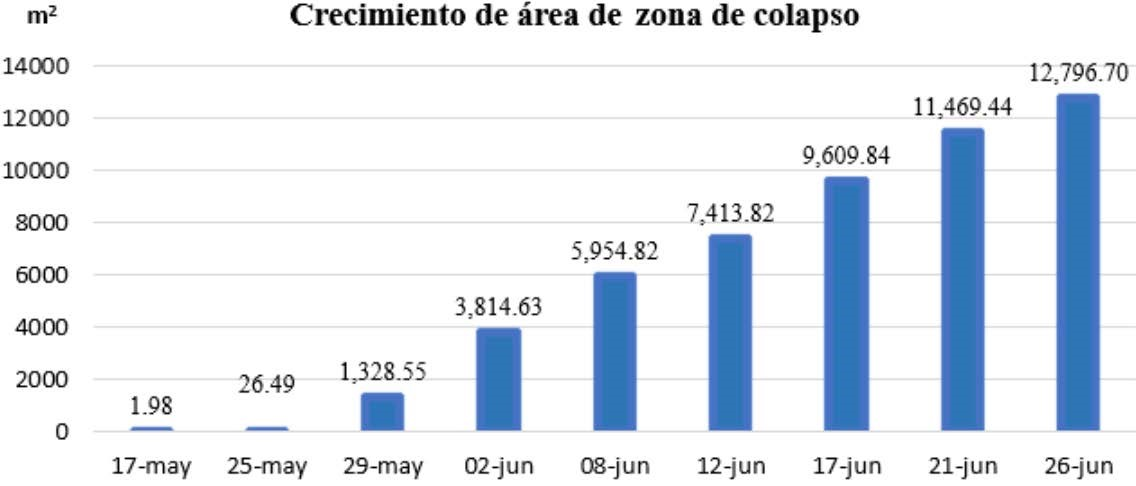 m²
Crecimiento de área de zona de colapso
14000
12000
10000
8000
6000
4000
2000
0
1.98
26.49
1,328.55
3,814.63
5,954.82
7,413.82
9,609.84
11,469.44
12,796.70
17-may
25-may
29-may
02-jun
08-jun
12-jun
17-jun
21-jun
26-jun